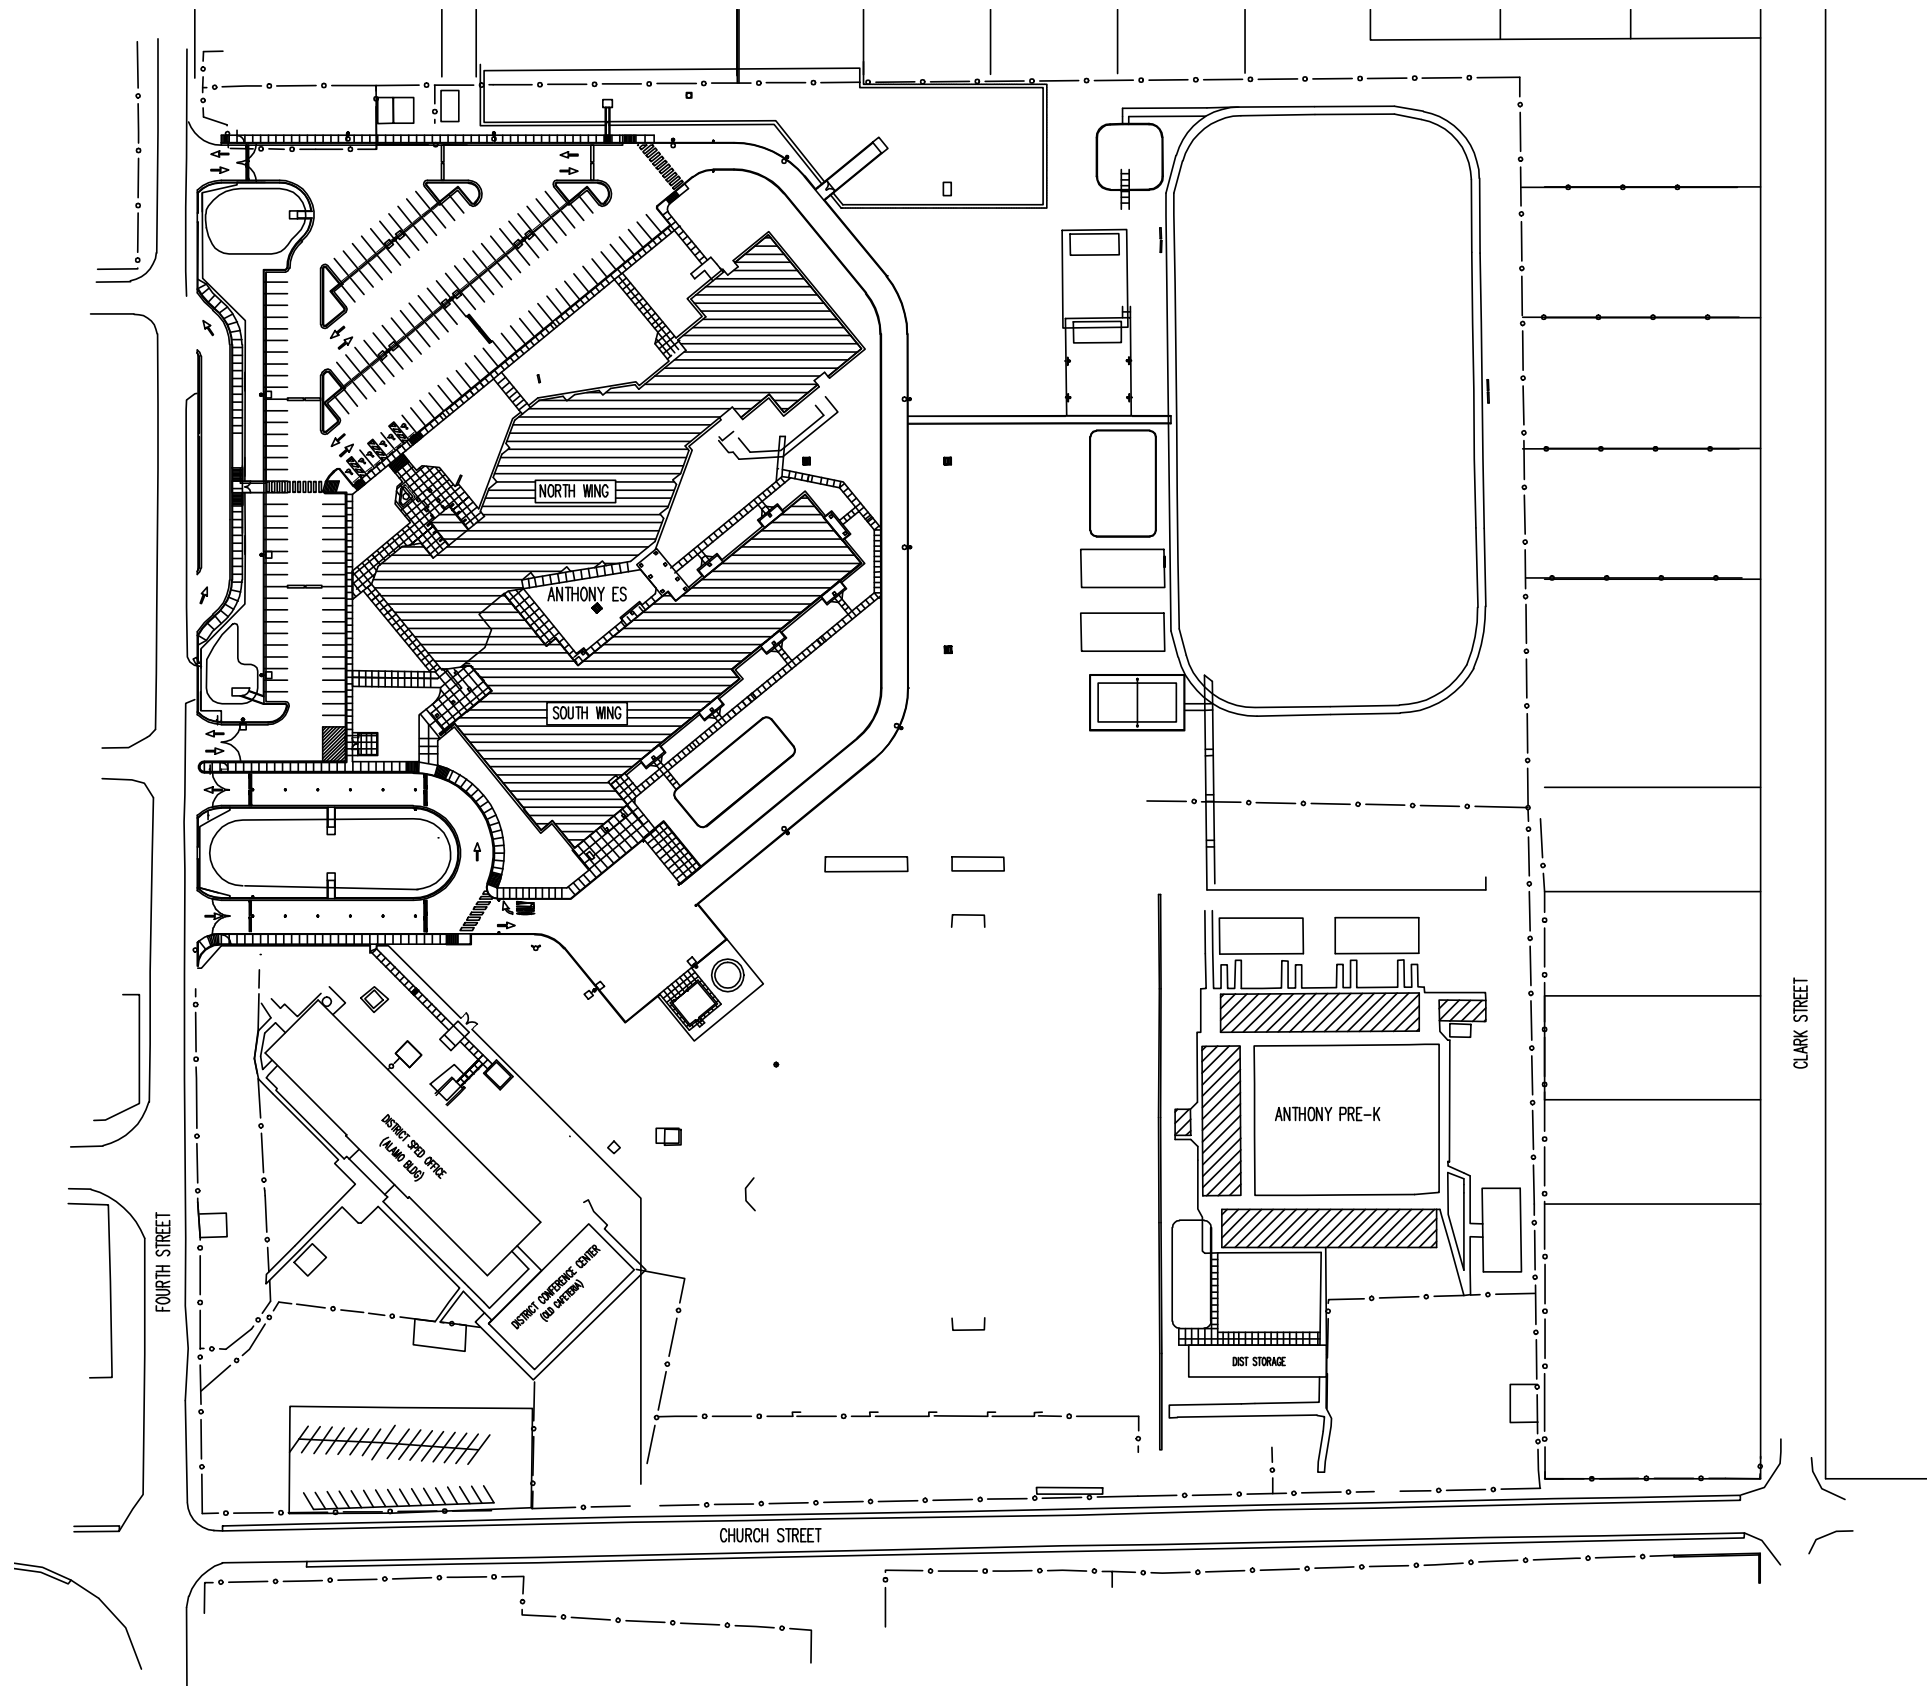 NORTH WING
ANTHONY ES
SOUTH WING
CLARK STREET
ANTHONY PRE-K
DISTRICT SPED OFFICE
(ALAMO BLDG)
FOURTH STREET
DISTRICT CONFERENCE CENTER
(OLD CAFETERIA)
DIST STORAGE
CHURCH STREET